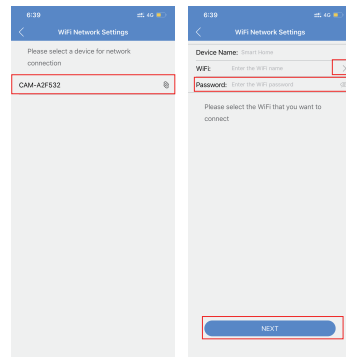 6:39
4G
WiFi Network Settings
Please select a device for network
connection
CAM-A2F532
6:39
4G
WiFi Network Settings
Device Name: Smart Home
WiFi: Enter the WiFi name
Password: Enter the WiFi password
Please select the WiFi that you want to
connect
NEXT